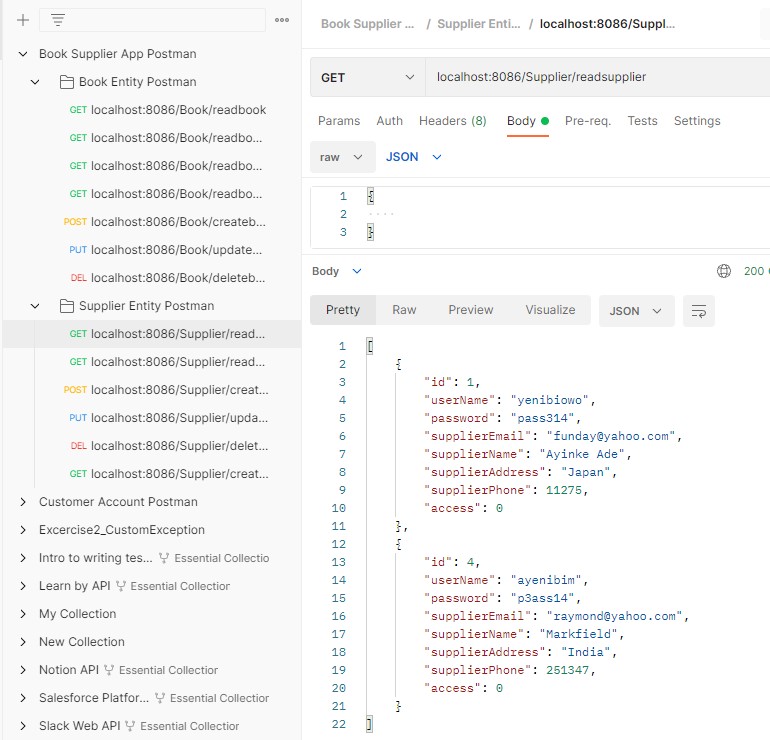 Book Supplier App Postman
Book Entity Postman
GET localhost:8086/Book/readbook
GET localhost:8086/Book/readbo...
GET localhost:8086/Book/readbo...
GET localhost:8086/Book/readbo...
POST localhost:8086/Book/createb...
PUT localhost:8086/Book/update...
DEL localhost:8086/Book/deleteb...
Supplier Entity Postman
GET localhost:8086/Supplier/read...
GET localhost:8086/Supplier/read...
POST localhost:8086/Supplier/creat...
PUT localhost:8086/Supplier/upda...
DEL localhost:8086/Supplier/delet...
GET localhost:8086/Supplier/creat...
Customer Account Postman
Excercise2_CustomException
Intro to writing tes... Essential Collectio
Learn by API Essential Collection
My Collection
New Collection
Notion API Essential Collection
Salesforce Platfor... Essential Collection
Slack Web API Essential Collection
Book Supplier ... / Supplier Enti... / localhost:8086/Suppl...
GET localhost:8086/Supplier/readsupplier
Params Auth Headers (8) Body Pre-req. Tests Settings
raw JSON
1 {
2 ....
3 }
Body 200
Pretty Raw Preview Visualize JSON
1 [
2 {
3 "id": 1,
4 "userName": "yenibiowo",
5 "password": "pass314",
6 "supplierEmail": "funday@yahoo.com",
7 "supplierName": "Ayinke Ade",
8 "supplierAddress": "Japan",
9 "supplierPhone": 11275,
10 "access": 0
11 },
12 {
13 "id": 4,
14 "userName": "ayenibim",
15 "password": "p3ass14",
16 "supplierEmail": "raymond@yahoo.com",
17 "supplierName": "Markfield",
18 "supplierAddress": "India",
19 "supplierPhone": 251347,
20 "access": 0
21 }
22 ]